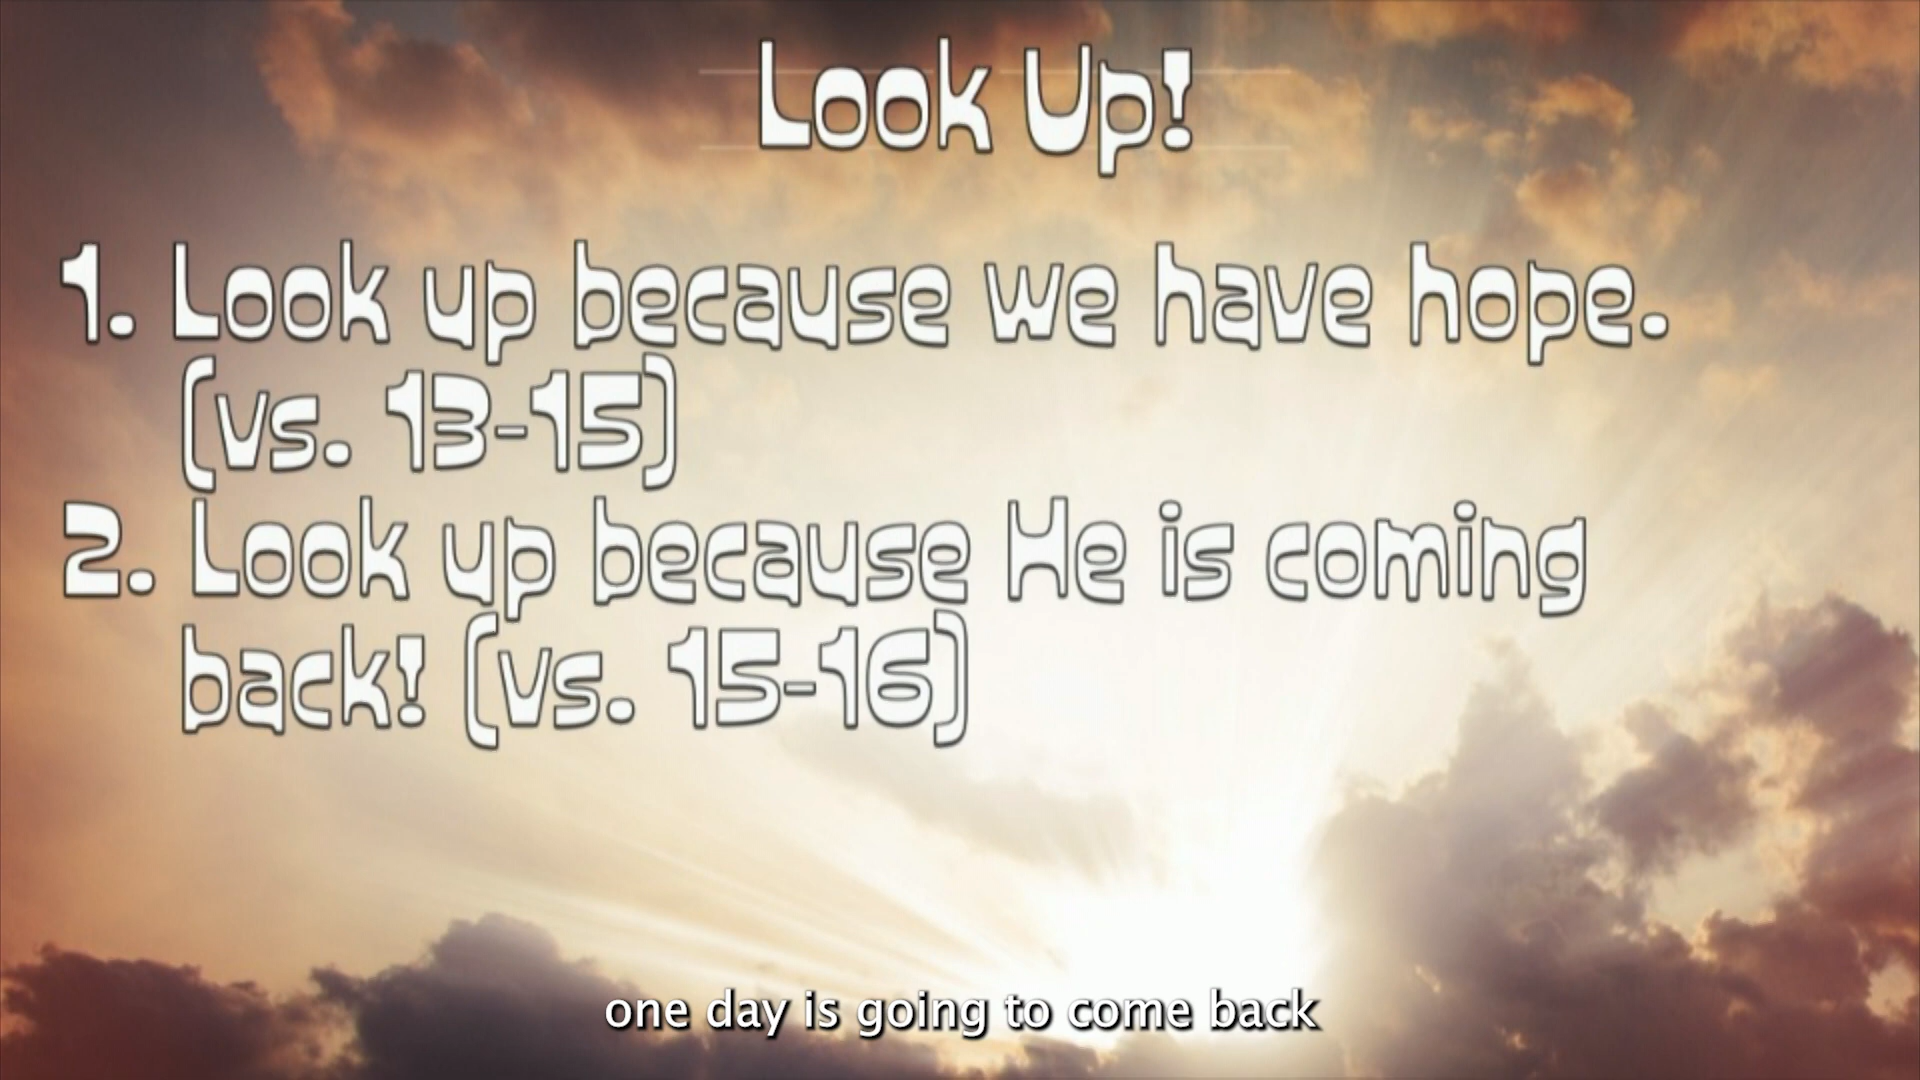 Look Up!
1. Look up because we have hope.
(vs. 13-15)
2. Look up because He is coming
back! (vs. 15-16)
one day is going to come back